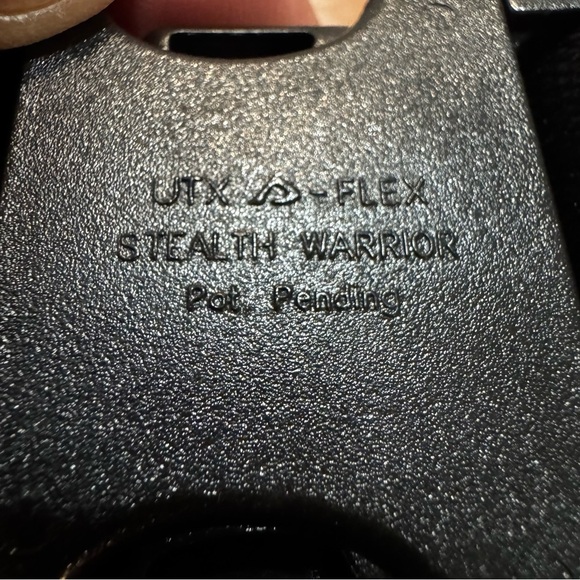 UTX -FLEX
STEALTH WARRIOR
Pat. Pending